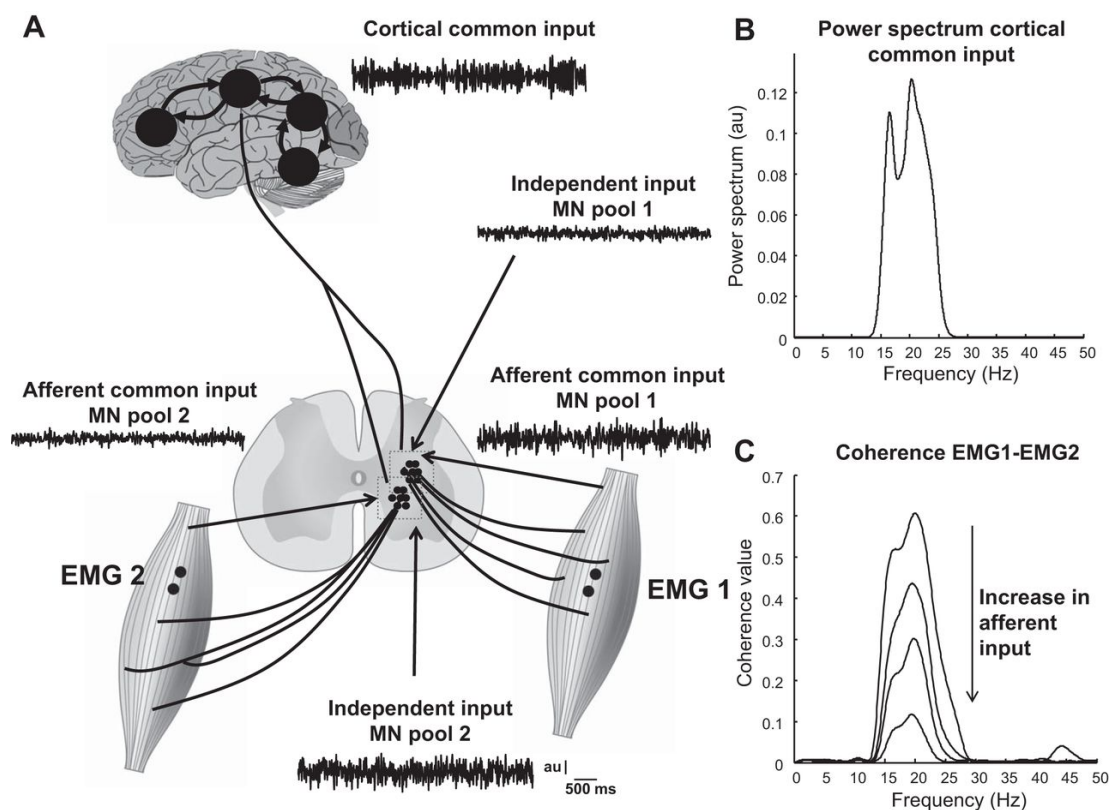 A
Cortical common input
Independent input
MN pool 1
Afferent common input
MN pool 2
Afferent common input
MN pool 1
EMG 2
EMG 1
Independent input
MN pool 2
au
500 ms
B
Power spectrum cortical
common input
Power spectrum (au)
0.12
0.1
0.08
0.06
0.04
0.02
0
0 5 10 15 20 25 30 35 40 45 50
Frequency (Hz)
C
Coherence EMG1-EMG2
Coherence value
0.7
0.6
0.5
0.4
0.3
0.2
0.1
0
Increase in
afferent
input
0 5 10 15 20 25 30 35 40 45 50
Frequency (Hz)